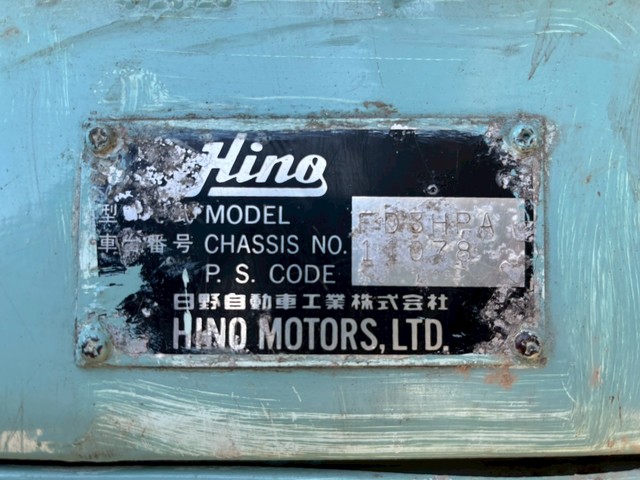 Hino
型 MODEL FD3HPA
車台番号 CHASSIS NO. 11078
P. S. CODE
日野自動車工業株式会社
HINO MOTORS, LTD.